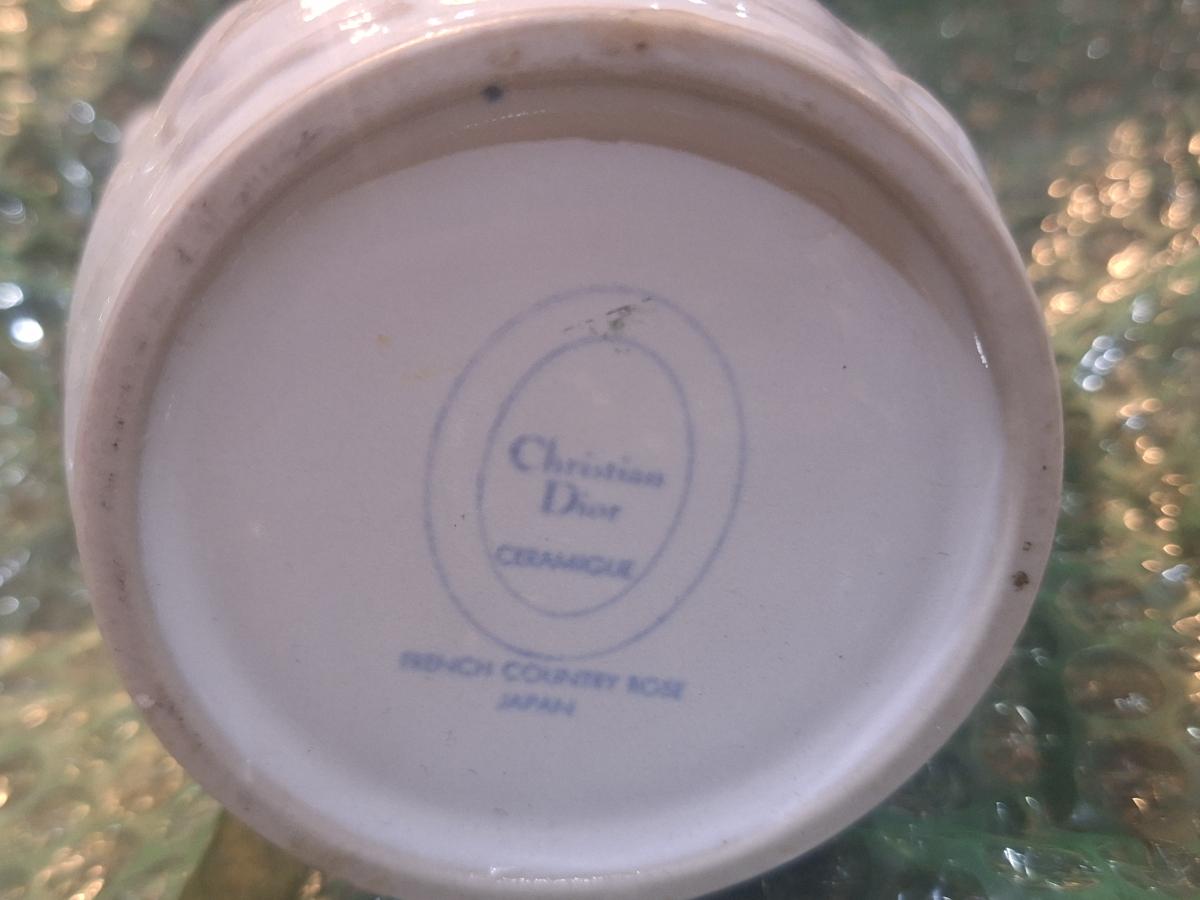 Christian
Dior
CERAMIQUE
FRENCH COUNTRY ROSE
JAPAN